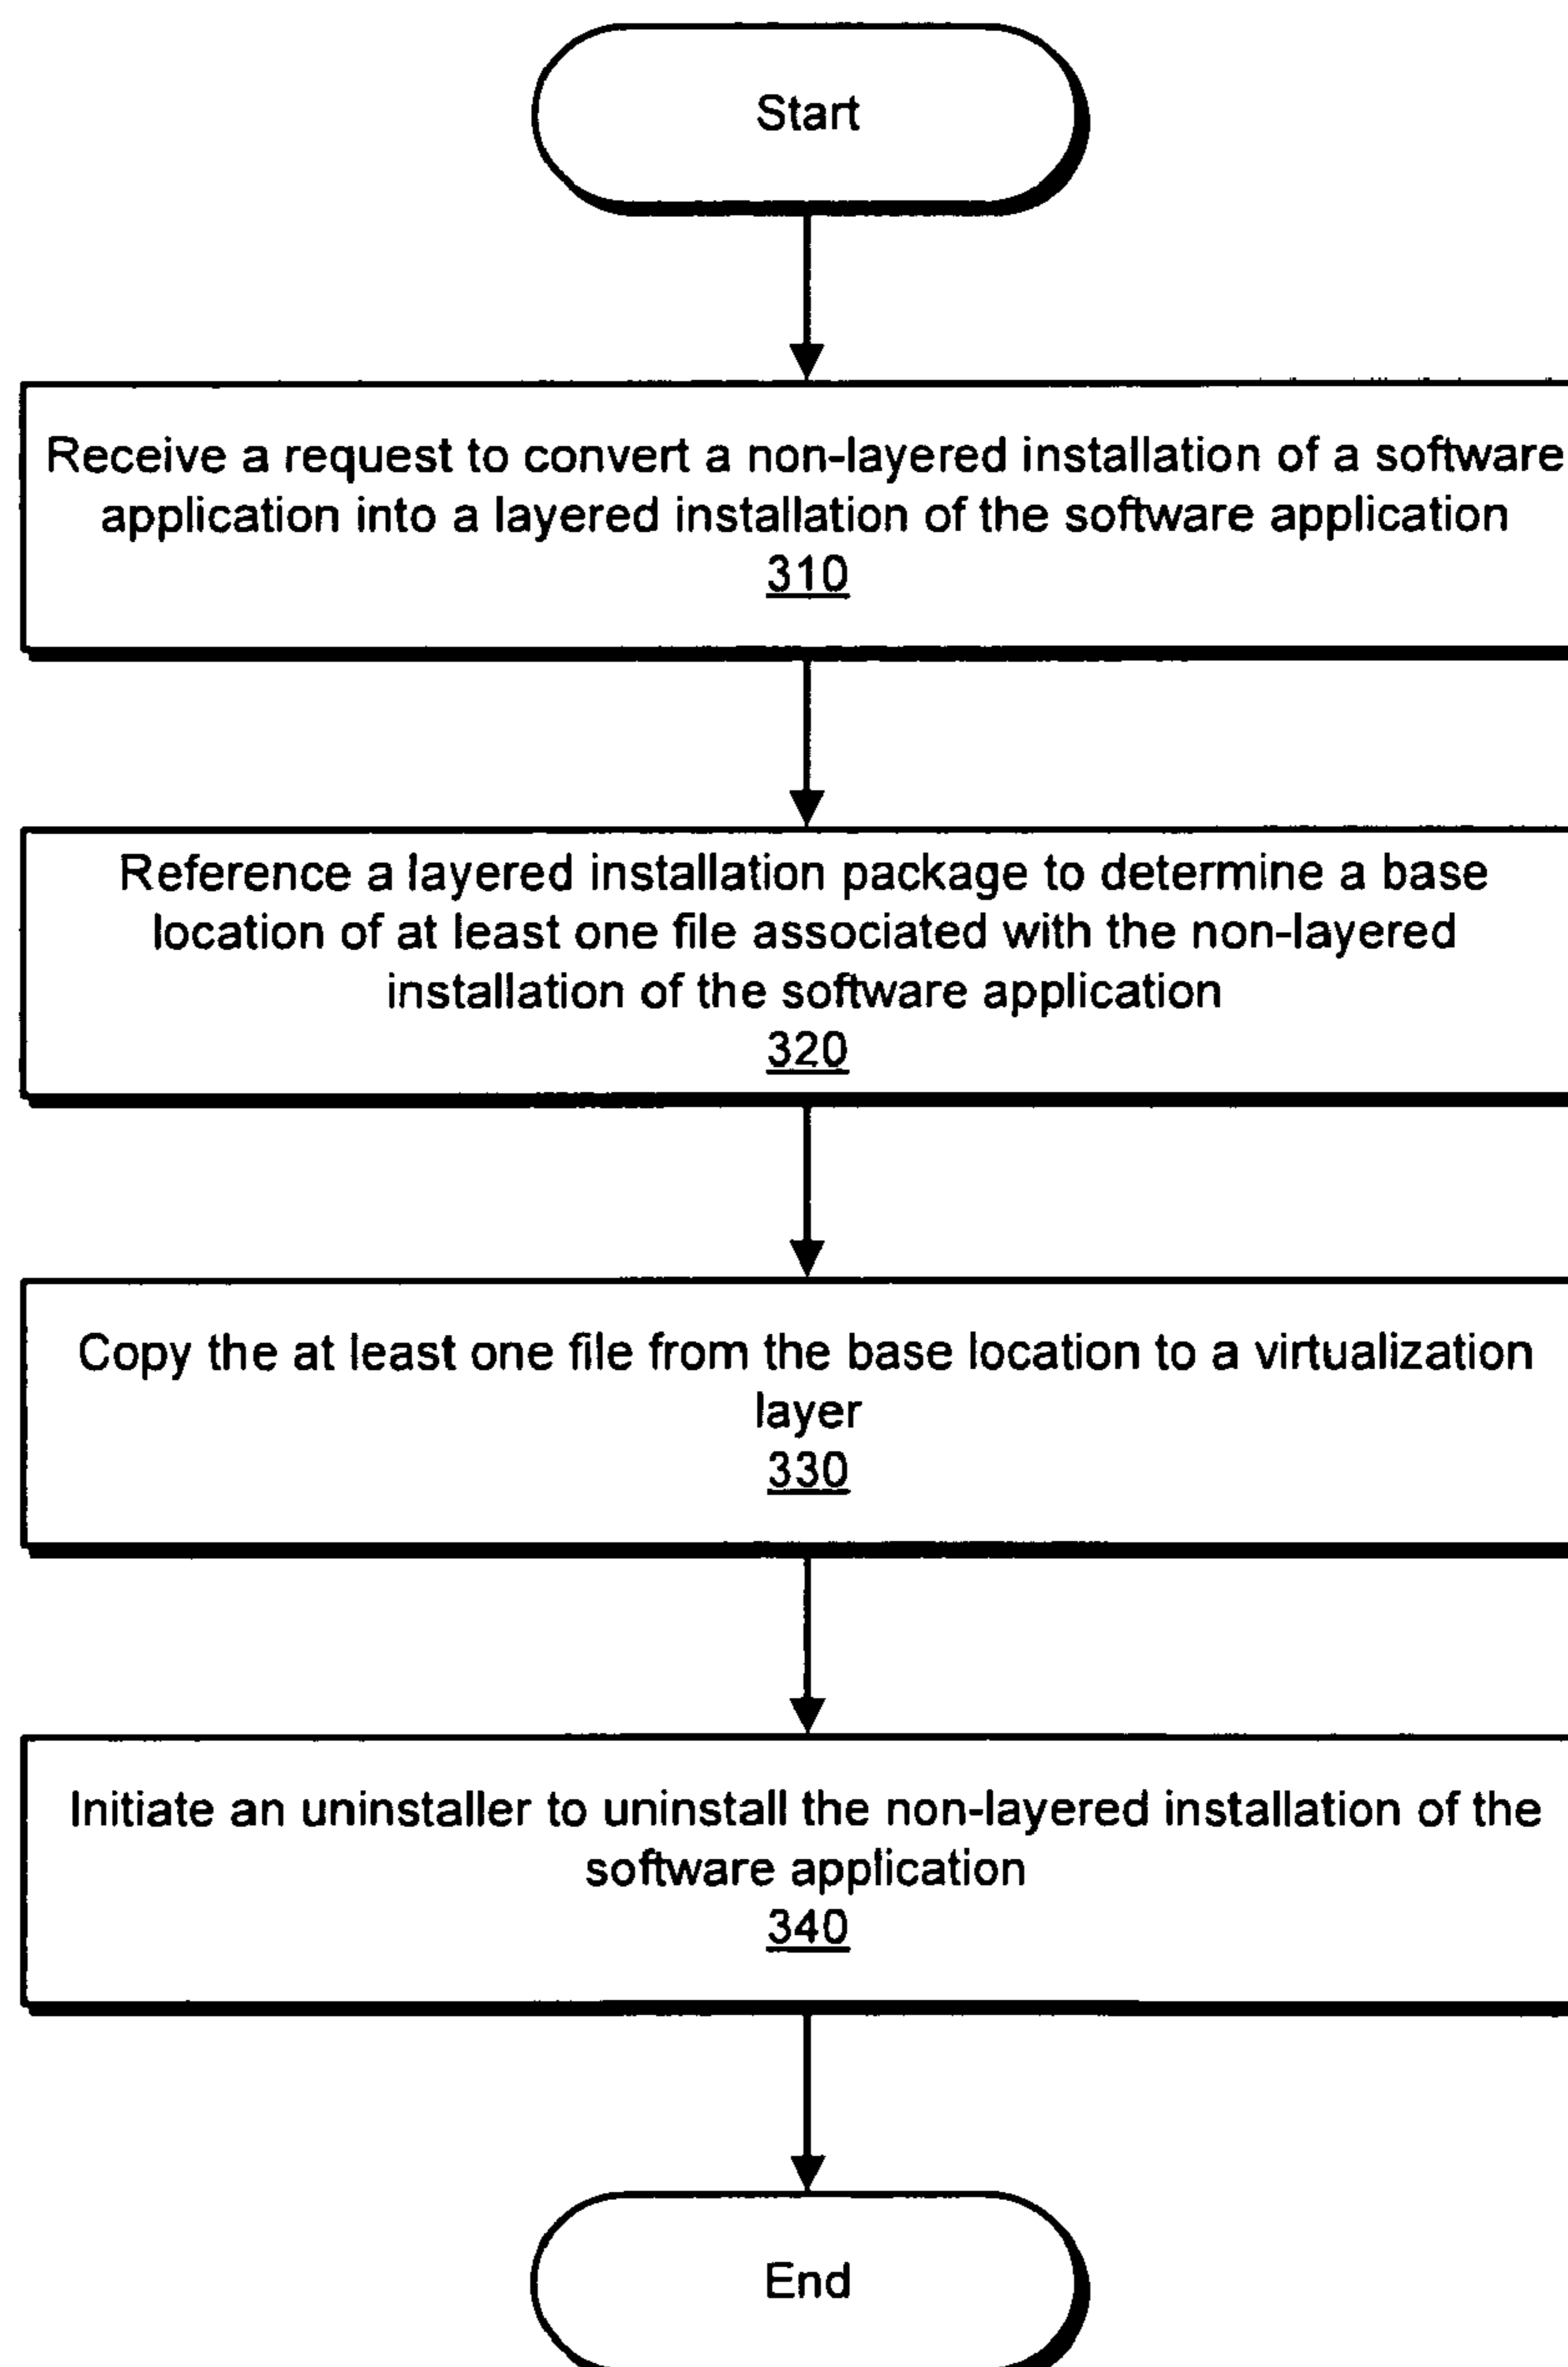 Start
Receive a request to convert a non-layered installation of a software
application into a layered installation of the software application
310
Reference a layered installation package to determine a base
location of at least one file associated with the non-layered
installation of the software application
320
Copy the at least one file from the base location to a virtualization
layer
330
Initiate an uninstaller to uninstall the non-layered installation of the
software application
340
End